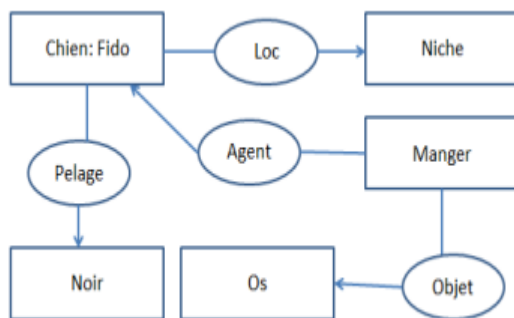 Chien: Fido
Loc
Niche
Agent
Manger
Pelage
Noir
Os
Objet